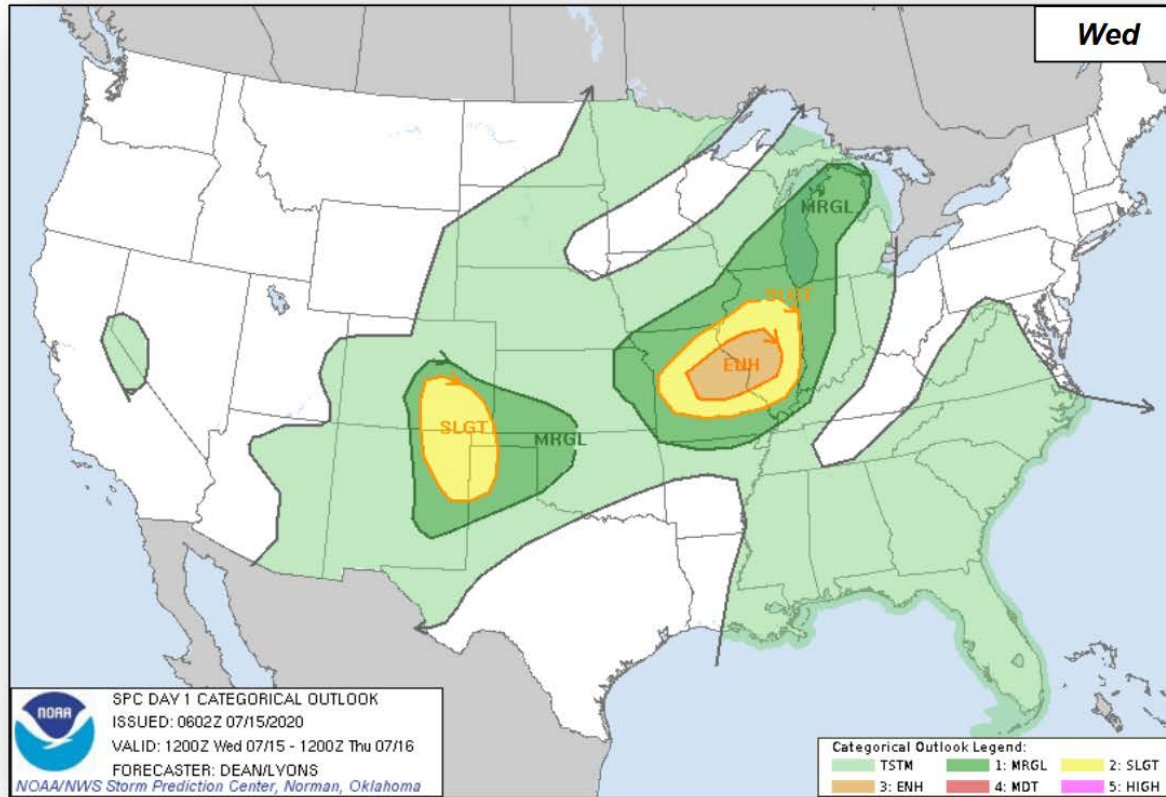 Wed
MRGL
SLGT
ENH
SLGT
MRGL
SPC DAY 1 CATEGORICAL OUTLOOK
ISSUED: 0602Z 07/15/2020
VALID: 1200Z Wed 07/15 - 1200Z Thu 07/16
FORECASTER: DEAN/LYONS
NOAA/NWS Storm Prediction Center, Norman, Oklahoma
NOAA
Categorical Outlook Legend:
TSTM 1: MRGL 2: SLGT
3: ENH 4: MDT 5: HIGH